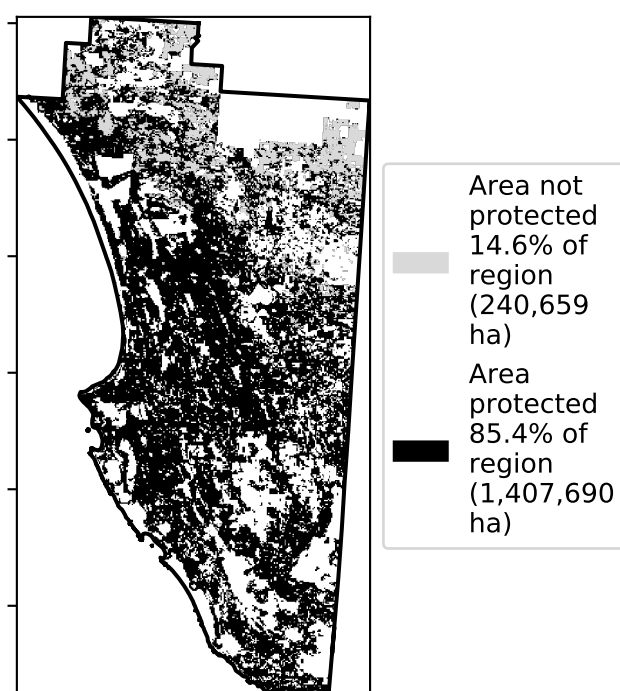 Area not
protected
14.6% of
region
(240,659
ha)
Area
protected
85.4% of
region
(1,407,690
ha)